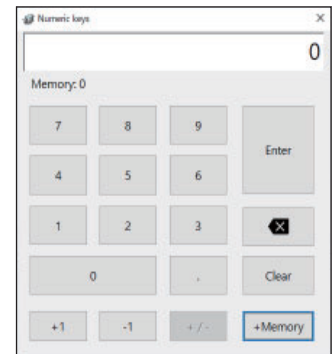 Numeric keys
0
Memory: 0
7 8 9
Enter
4 5 6
1 2 3
0 . Clear
+1 -1 +/- +Memory